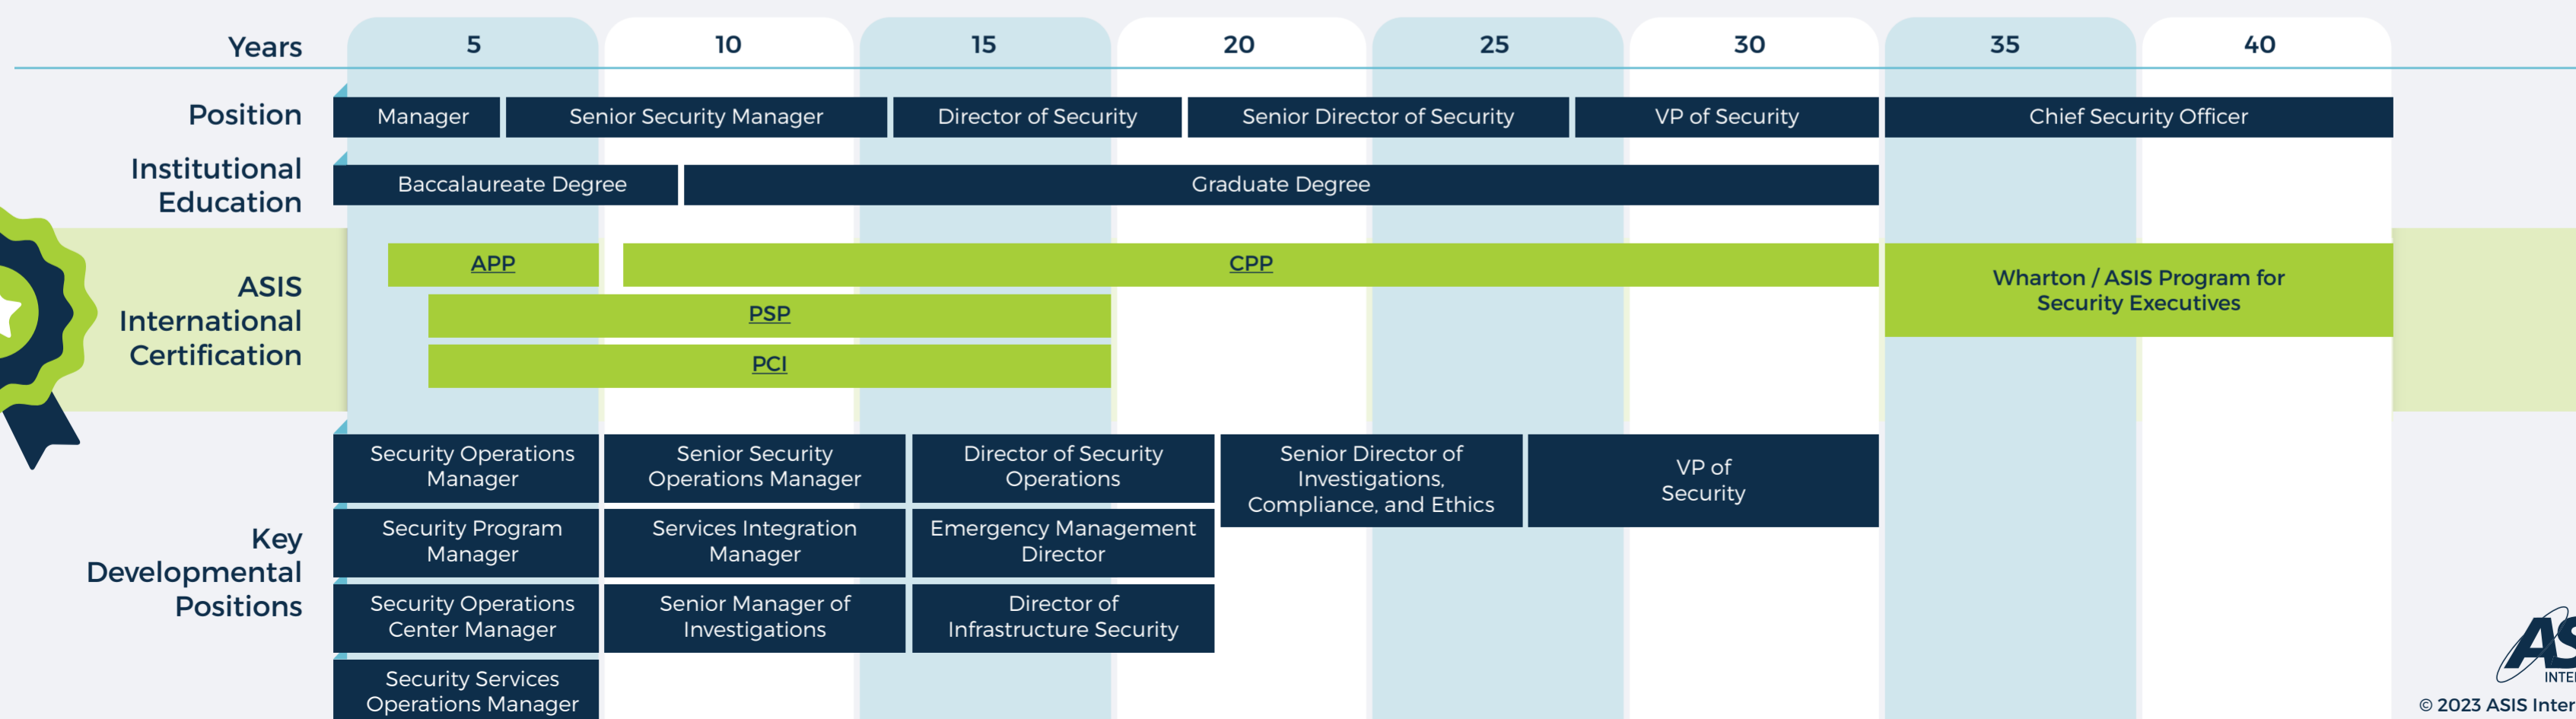 Years 5 10 15 20 25 30 35 40
Position Manager Senior Security Manager Director of Security Senior Director of Security VP of Security Chief Security Officer
Institutional
Education
Baccalaureate Degree Graduate Degree
ASIS
International
Certification
APP CPP
Wharton / ASIS Program for
Security Executives
PSP
PCI
Key
Developmental
Positions
Security Operations
Manager
Senior Security
Operations Manager
Director of Security
Operations
Senior Director of
Investigations,
Compliance, and Ethics
VP of
Security
Security Program
Manager
Services Integration
Manager
Emergency Management
Director
Security Operations
Center Manager
Senior Manager of
Investigations
Director of
Infrastructure Security
Security Services
Operations Manager
AS
INTE
© 2023 ASIS Inter